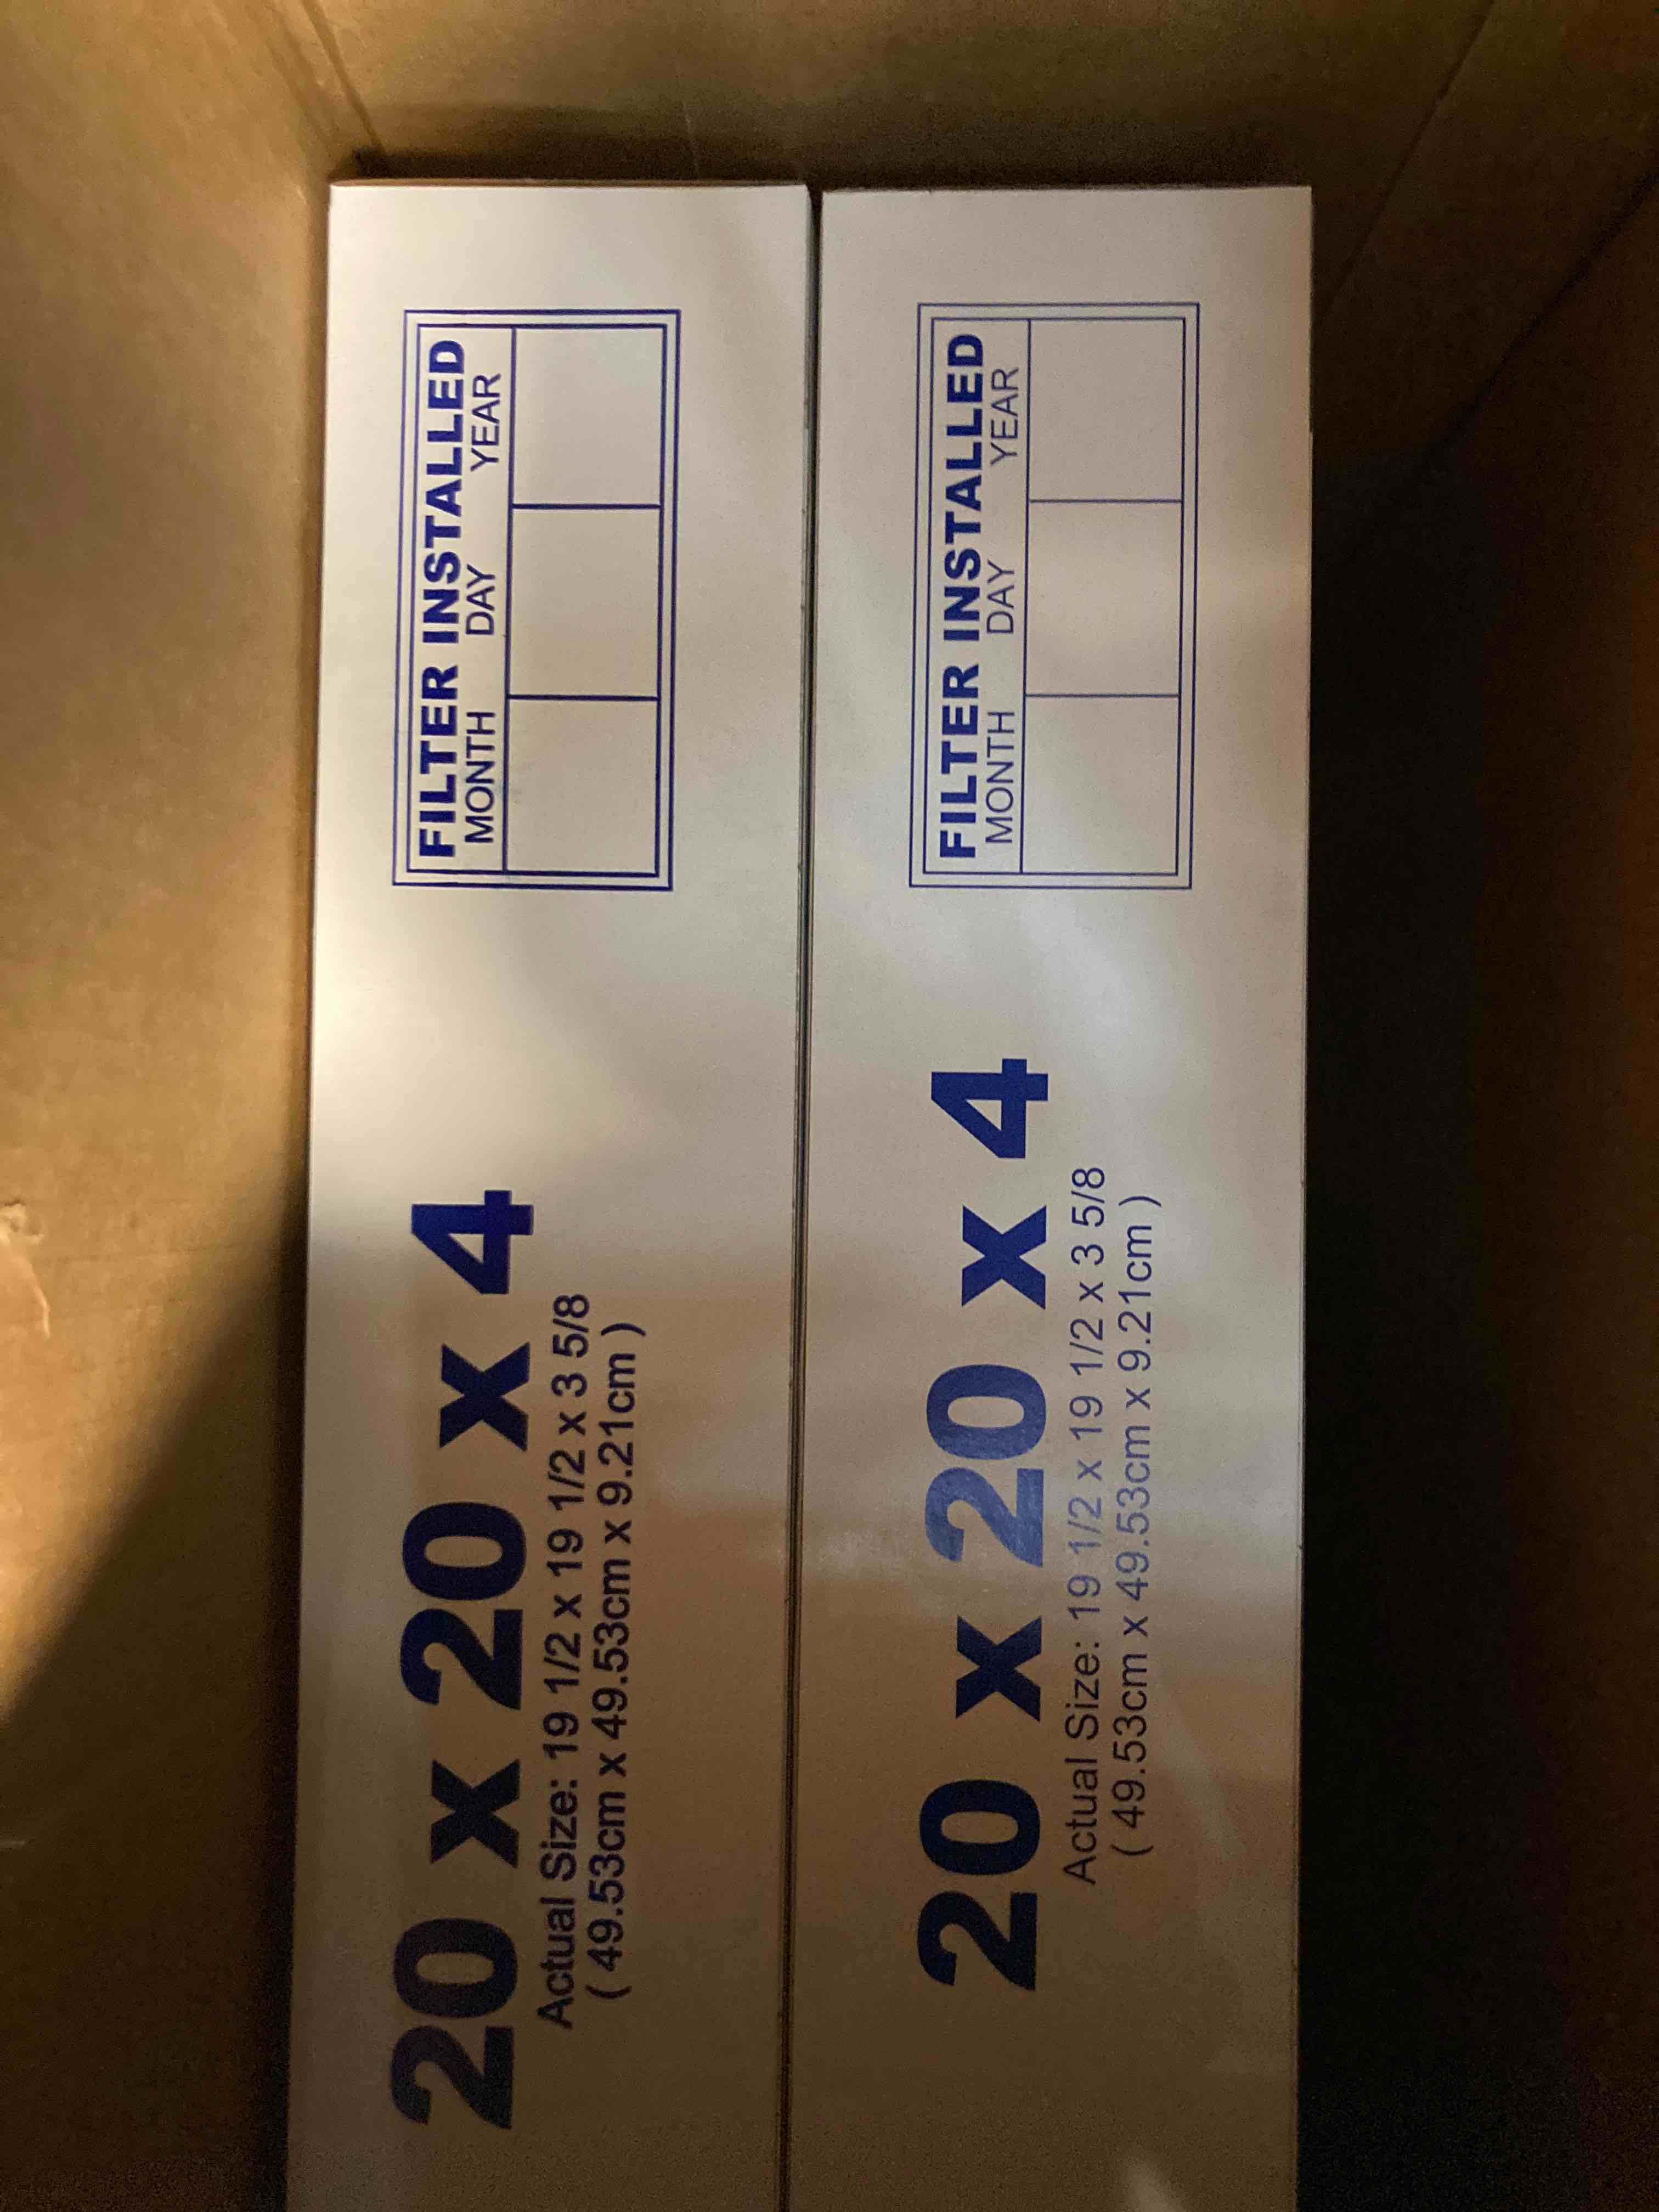 20 x 20 x 4
Actual Size: 19 1/2 x 19 1/2 x 3 5/8
( 49.53cm x 49.53cm x 9.21cm )
FILTER INSTALLED
MONTH DAY YEAR
20 x 20 x 4
Actual Size: 19 1/2 x 19 1/2 x 3 5/8
( 49.53cm x 49.53cm x 9.21cm )
FILTER INSTALLED
MONTH DAY YEAR